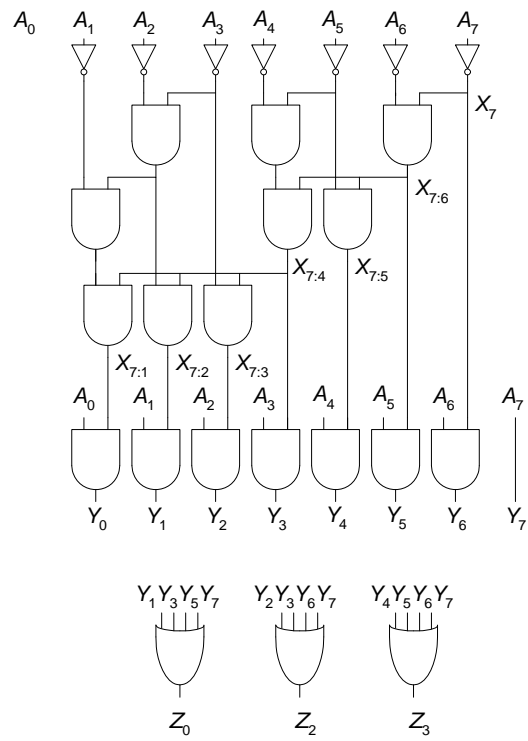 A0 A1 A2 A3 A4 A5 A6 A7
X7
X7:6
X7:4 X7:5
X7:1 X7:2 X7:3
A0 A1 A2 A3 A4 A5 A6 A7
Y0 Y1 Y2 Y3 Y4 Y5 Y6 Y7
Y1 Y3 Y5 Y7 Y2 Y3 Y6 Y7 Y4 Y5 Y6 Y7
Z0 Z2 Z3